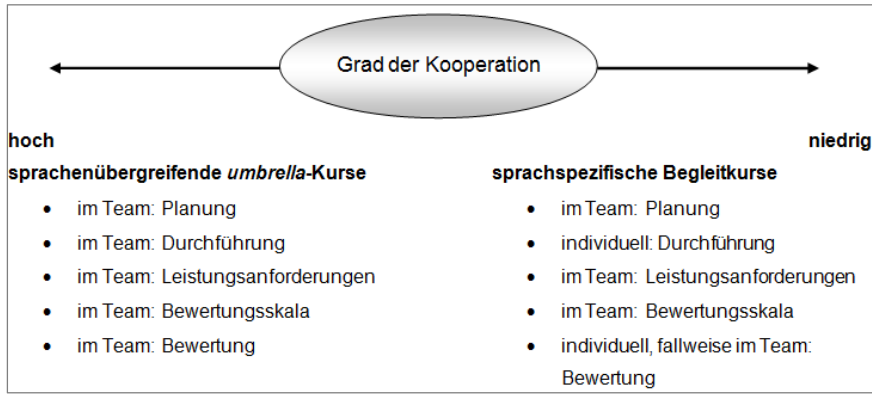 Grad der Kooperation
hoch
niedrig
sprachenübergreifende umbrella-Kurse
• im Team: Planung
• im Team: Durchführung
• im Team: Leistungsanforderungen
• im Team: Bewertungsskala
• im Team: Bewertung
sprachspezifische Begleitkurse
• im Team: Planung
• individuell: Durchführung
• im Team: Leistungsanforderungen
• im Team: Bewertungsskala
• individuell, fallweise im Team:
Bewertung